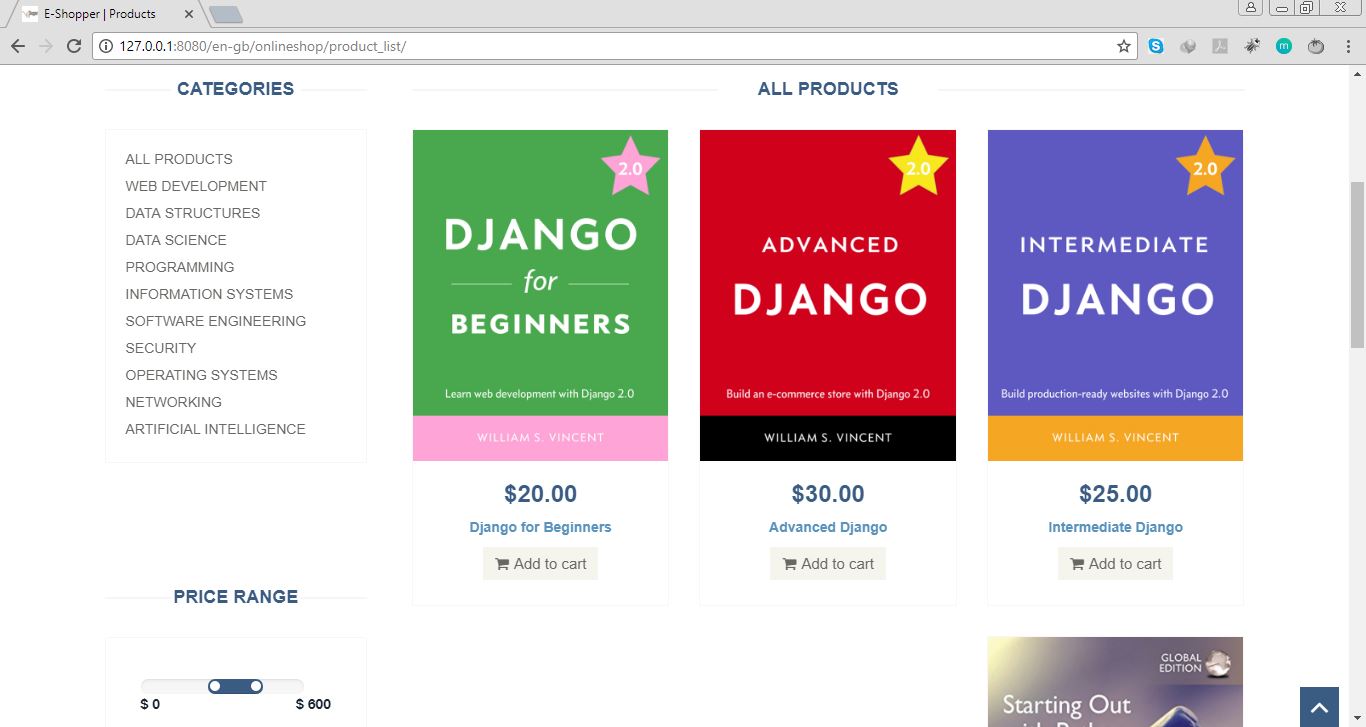 E-Shopper | Products
127.0.0.1:8080/en-gb/onlineshop/product_list/
CATEGORIES
ALL PRODUCTS
WEB DEVELOPMENT
DATA STRUCTURES
DATA SCIENCE
PROGRAMMING
INFORMATION SYSTEMS
SOFTWARE ENGINEERING
SECURITY
OPERATING SYSTEMS
NETWORKING
ARTIFICIAL INTELLIGENCE
PRICE RANGE
$ 0
$ 600
ALL PRODUCTS
2.0
DJANGO
for
BEGINNERS
Learn web development with Django 2.0
WILLIAM S. VINCENT
$20.00
Django for Beginners
Add to cart
2.0
ADVANCED
DJANGO
Build an e-commerce store with Django 2.0
WILLIAM S. VINCENT
$30.00
Advanced Django
Add to cart
2.0
INTERMEDIATE
DJANGO
Build production-ready websites with Django 2.0
WILLIAM S. VINCENT
$25.00
Intermediate Django
Add to cart
GLOBAL
EDITION
Starting Out